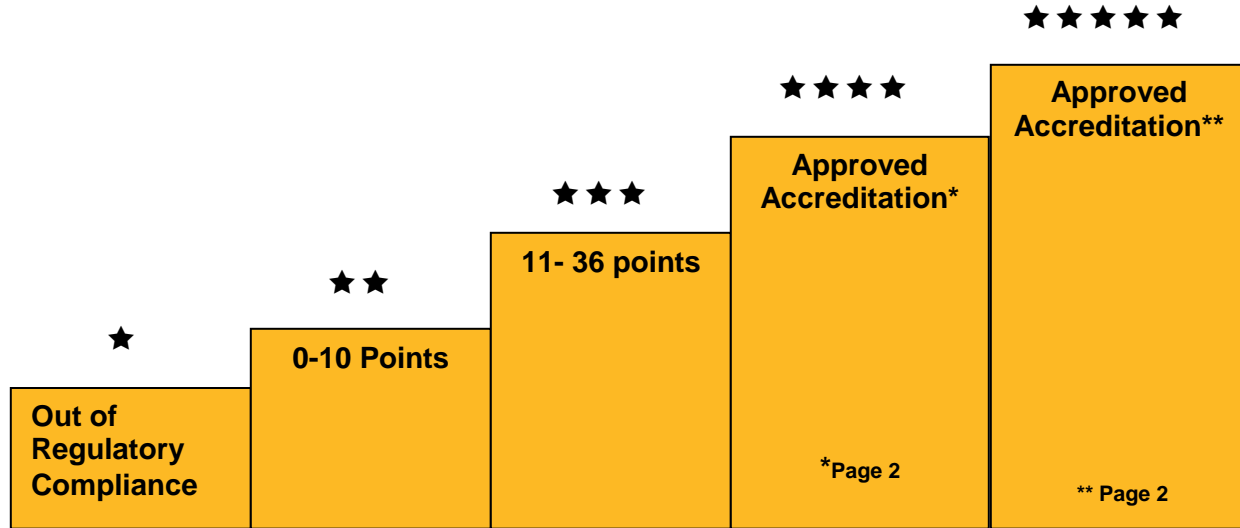 Out of
Regulatory
Compliance
0-10 Points
11- 36 points
Approved
Accreditation*
*Page 2
Approved
Accreditation**
** Page 2